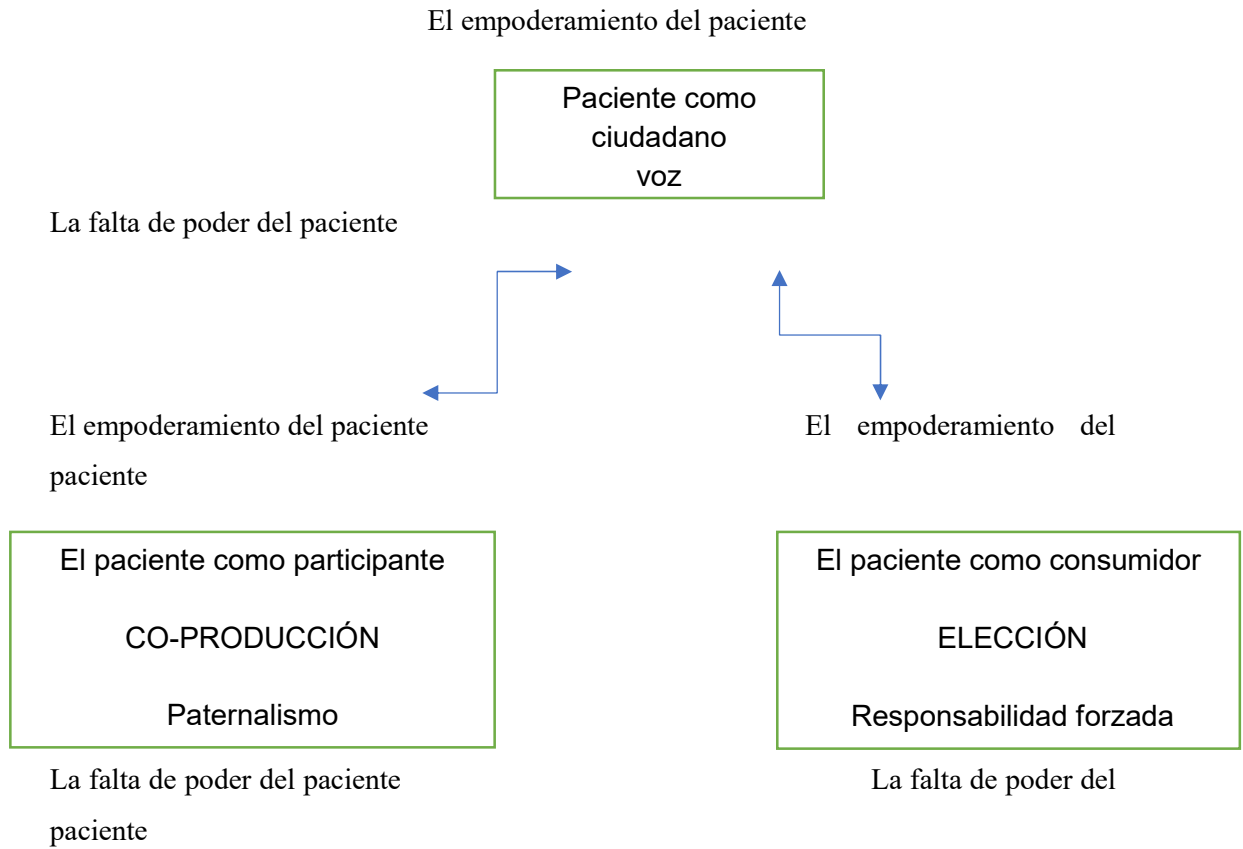 El empoderamiento del paciente
Paciente como
ciudadano
voz
La falta de poder del paciente
El empoderamiento del paciente El empoderamiento del
paciente
El paciente como participante
CO-PRODUCCIÓN
Paternalismo
El paciente como consumidor
ELECCIÓN
Responsabilidad forzada
La falta de poder del paciente La falta de poder del
paciente